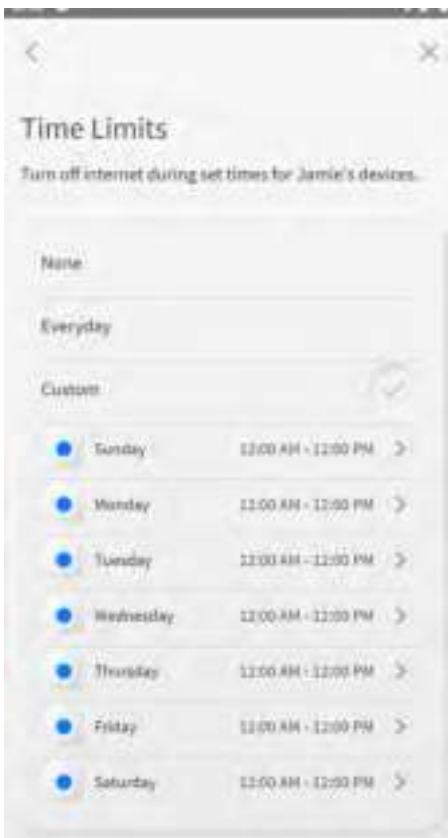 Time Limits
Turn off internet during set times for Jamie's devices.
None
Everyday
Custom
Sunday 12:00 AM - 12:00 PM
Monday 12:00 AM - 12:00 PM
Tuesday 12:00 AM - 12:00 PM
Wednesday 12:00 AM - 12:00 PM
Thursday 12:00 AM - 12:00 PM
Friday 12:00 AM - 12:00 PM
Saturday 12:00 AM - 12:00 PM